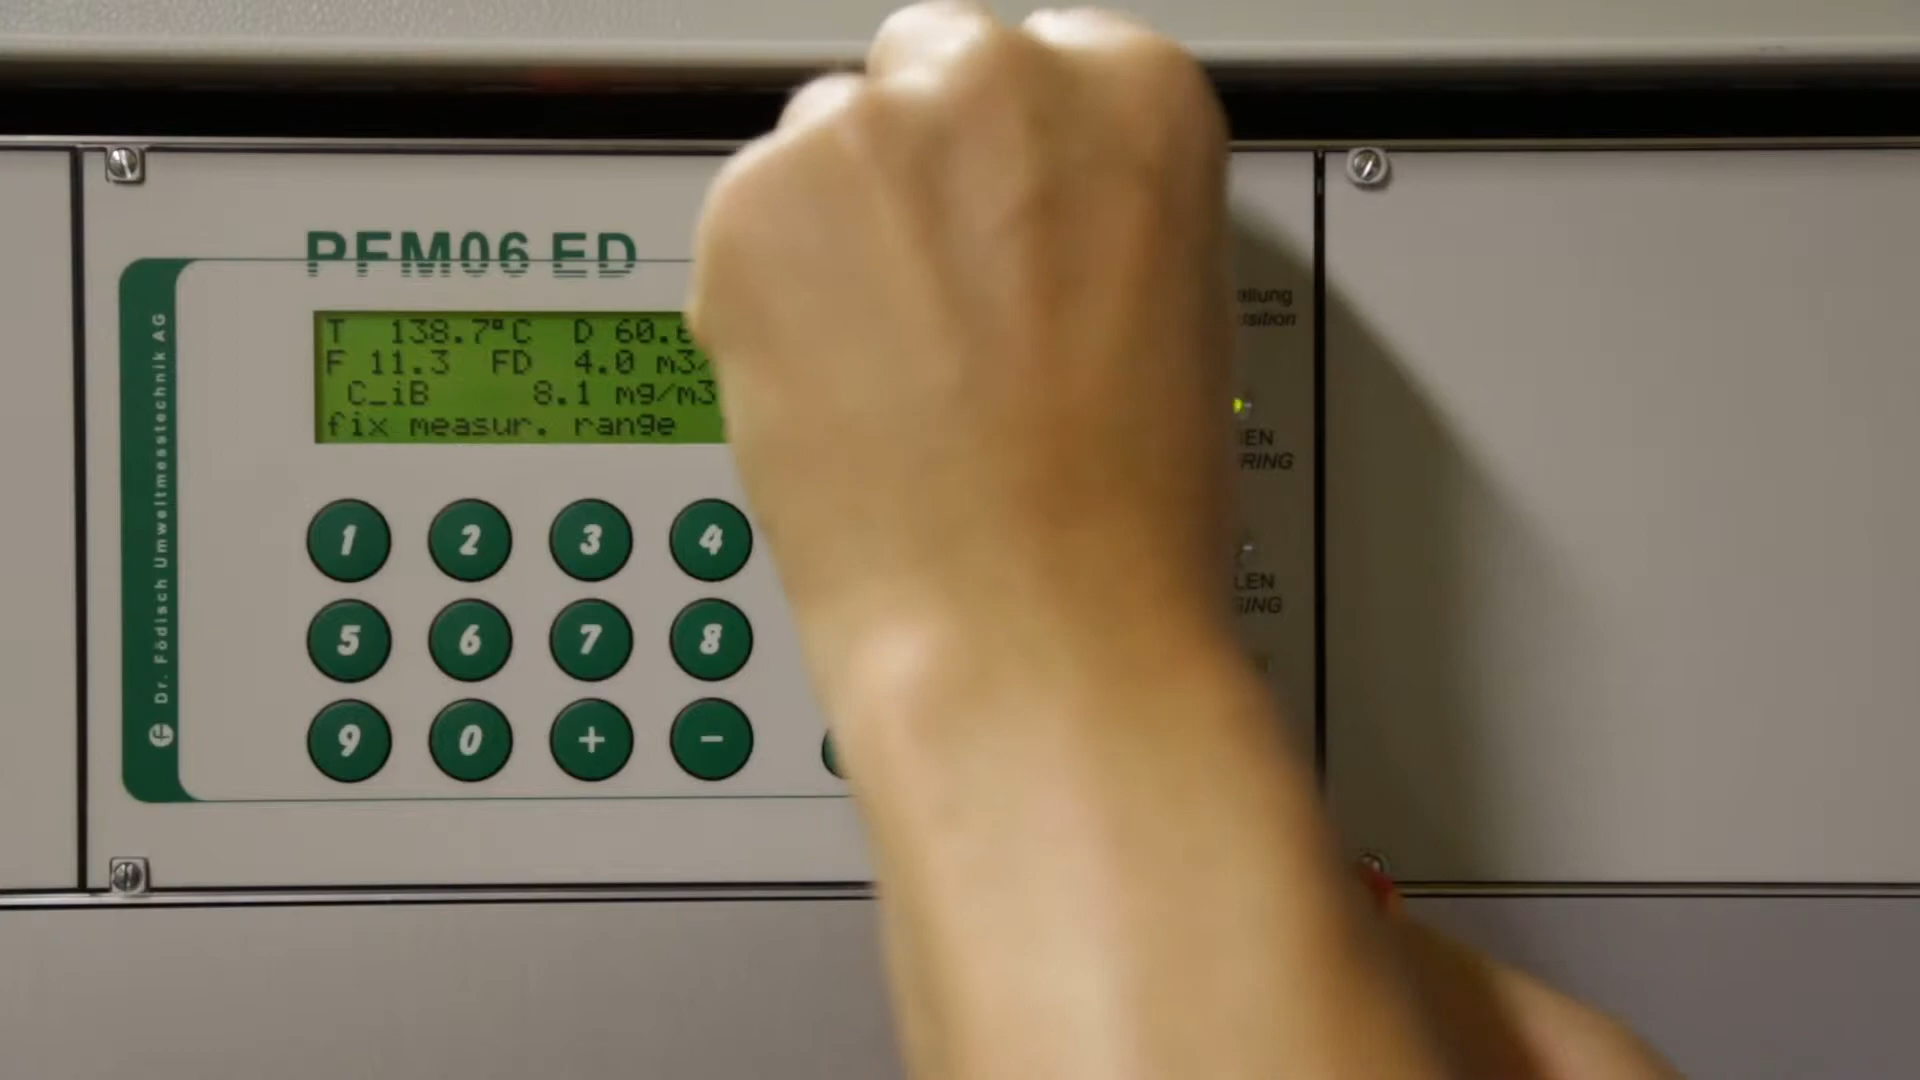 PFM06 ED
T 138.7°C D 60.
F 11.3 FD 4.0 m3/
C_iB 8.1 mg/m3
fix measur. range
Dr. Födisch Umweltmesstechnik AG
1 2 3 4
5 6 7 8
9 0 + -